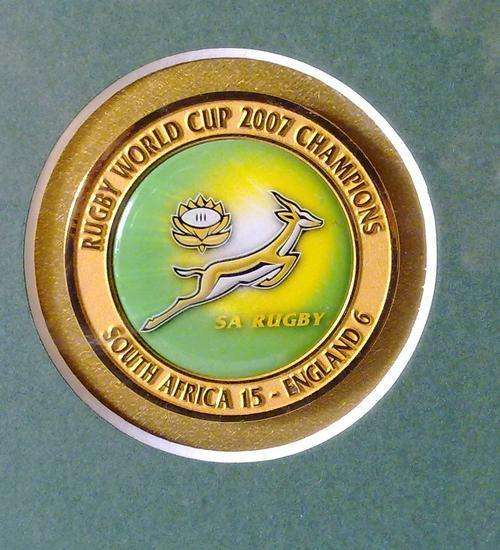 RUGBY WORLD CUP 2007 CHAMPIONS
SA RUGBY
SOUTH AFRICA 15 - ENGLAND 6